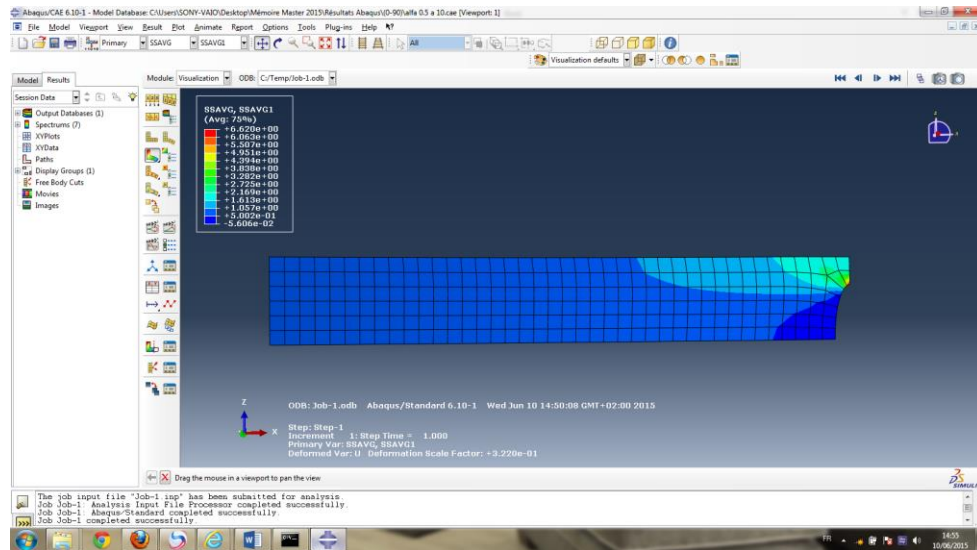 Abaqus/CAE 6.10-1 - Model Database: C:\Users\SONY-VAIO\Desktop\Mémoire Master 2015\Résultats Abaqus\(0-90)\alfa 0.5 a 10.cae [Viewport: 1]
File Model Viewport View Result Plot Animate Report Options Tools Plug-ins Help
Primary SSAVG SSAVG1 All
Visualization defaults
Model Results Module: Visualization ODB: C:/Temp/Job-1.odb
Session Data
Output Databases (1)
Spectrums (7)
XYPlots
XYData
Paths
Display Groups (1)
Free Body Cuts
Movies
Images
SSAVG, SSAVG1
(Avg: 75%)
+6.620e+00
+6.063e+00
+5.507e+00
+4.951e+00
+4.394e+00
+3.838e+00
+3.282e+00
+2.725e+00
+2.169e+00
+1.613e+00
+1.057e+00
+5.002e-01
-5.606e-02
Z
X
ODB: Job-1.odb Abaqus/Standard 6.10-1 Wed Jun 10 14:50:08 GMT+02:00 2015
Step: Step-1
Increment 1: Step Time = 1.000
Primary Var: SSAVG, SSAVG1
Deformed Var: U Deformation Scale Factor: +3.220e-01
Drag the mouse in a viewport to pan the view
SIMULI
The job input file "Job-1.inp" has been submitted for analysis.
Job Job-1: Analysis Input File Processor completed successfully.
Job Job-1: Abaqus/Standard completed successfully.
Job Job-1 completed successfully.
FR
14:55
10/06/2015